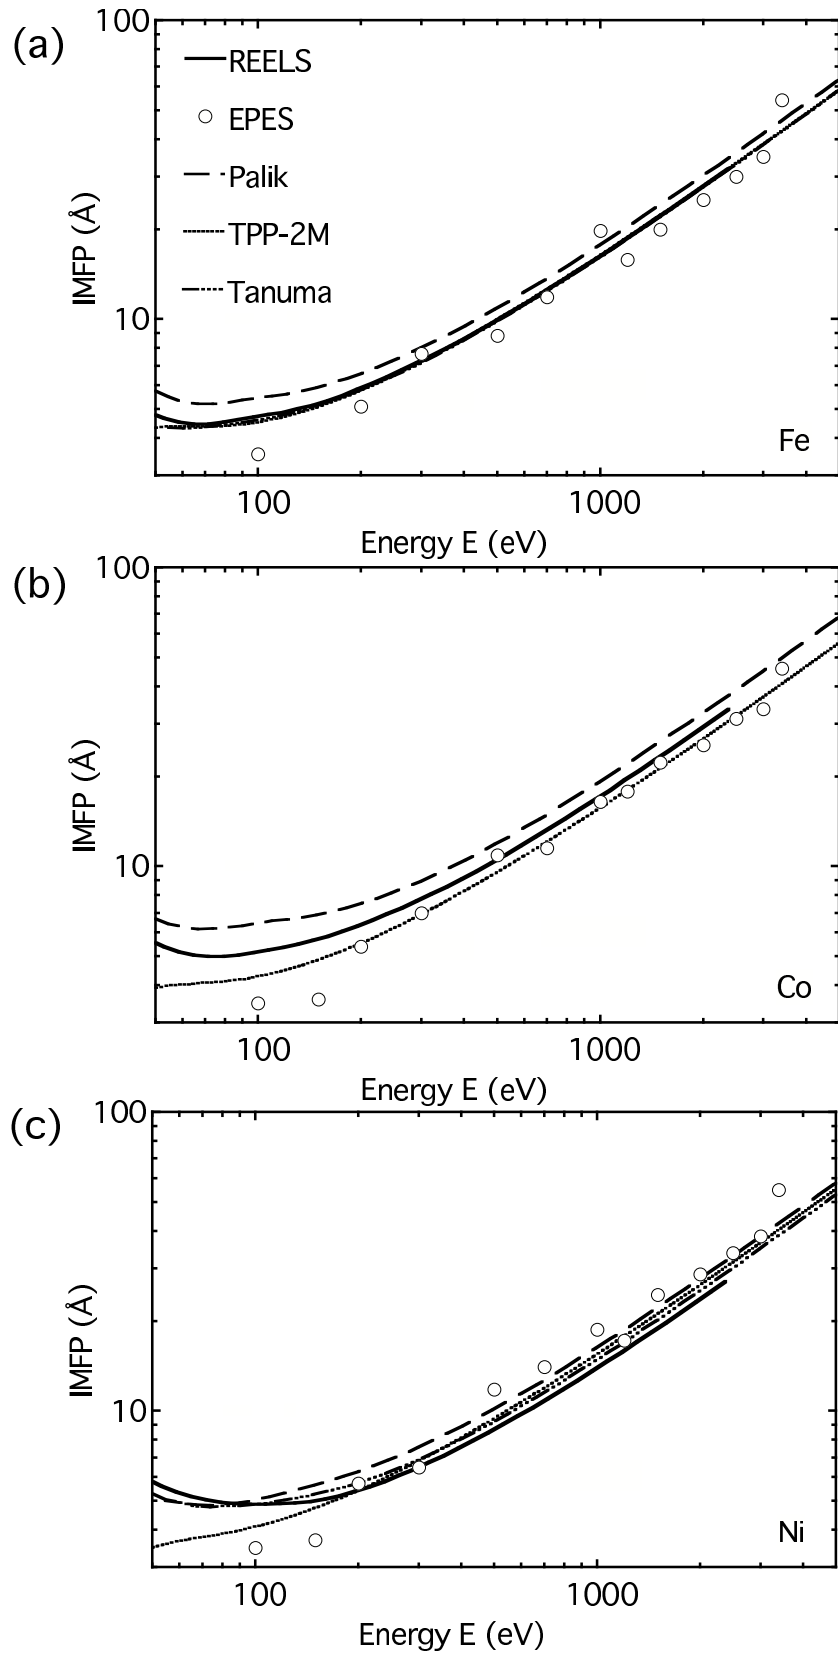 (a)
100
REELS
EPES
Palik
TPP-2M
Tanuma
IMFP (Å)
10
Fe
100 1000
Energy E (eV)
(b)
100
IMFP (Å)
10
Co
100 1000
Energy E (eV)
(c)
100
IMFP (Å)
10
Ni
100 1000
Energy E (eV)